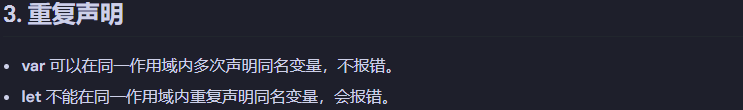 3. 重复声明
• var 可以在同一作用域内多次声明同名变量，不报错。
• let 不能在同一作用域内重复声明同名变量，会报错。